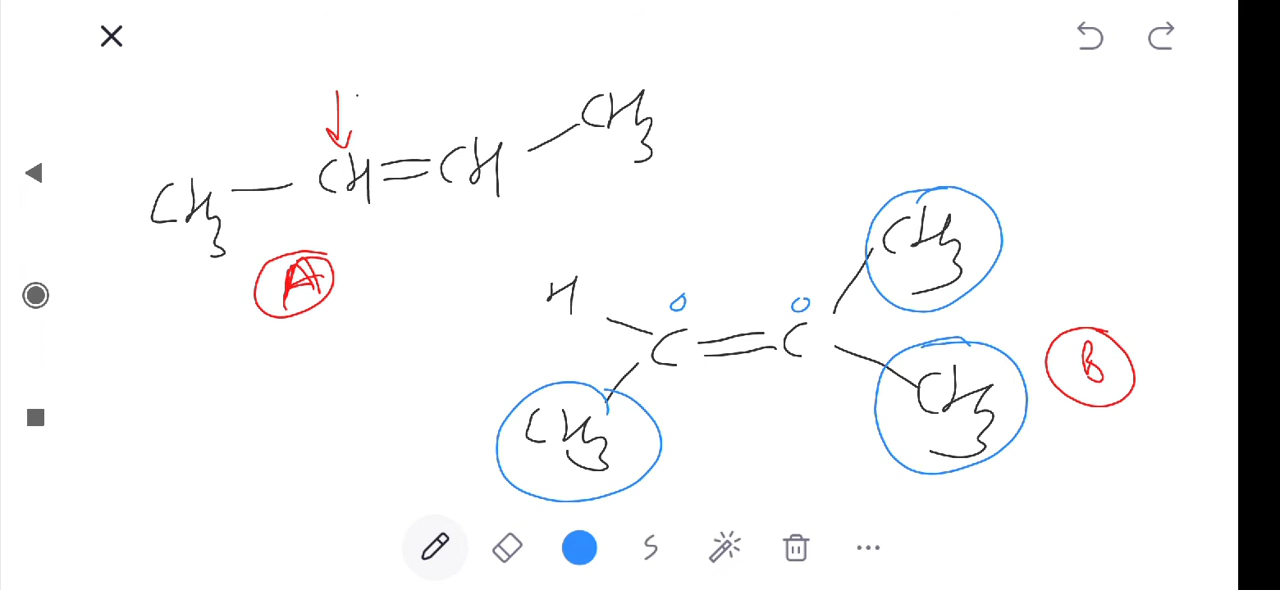 CH3 — CH = CH — CH3
A
H
CH3
C = C
CH3
CH3
B